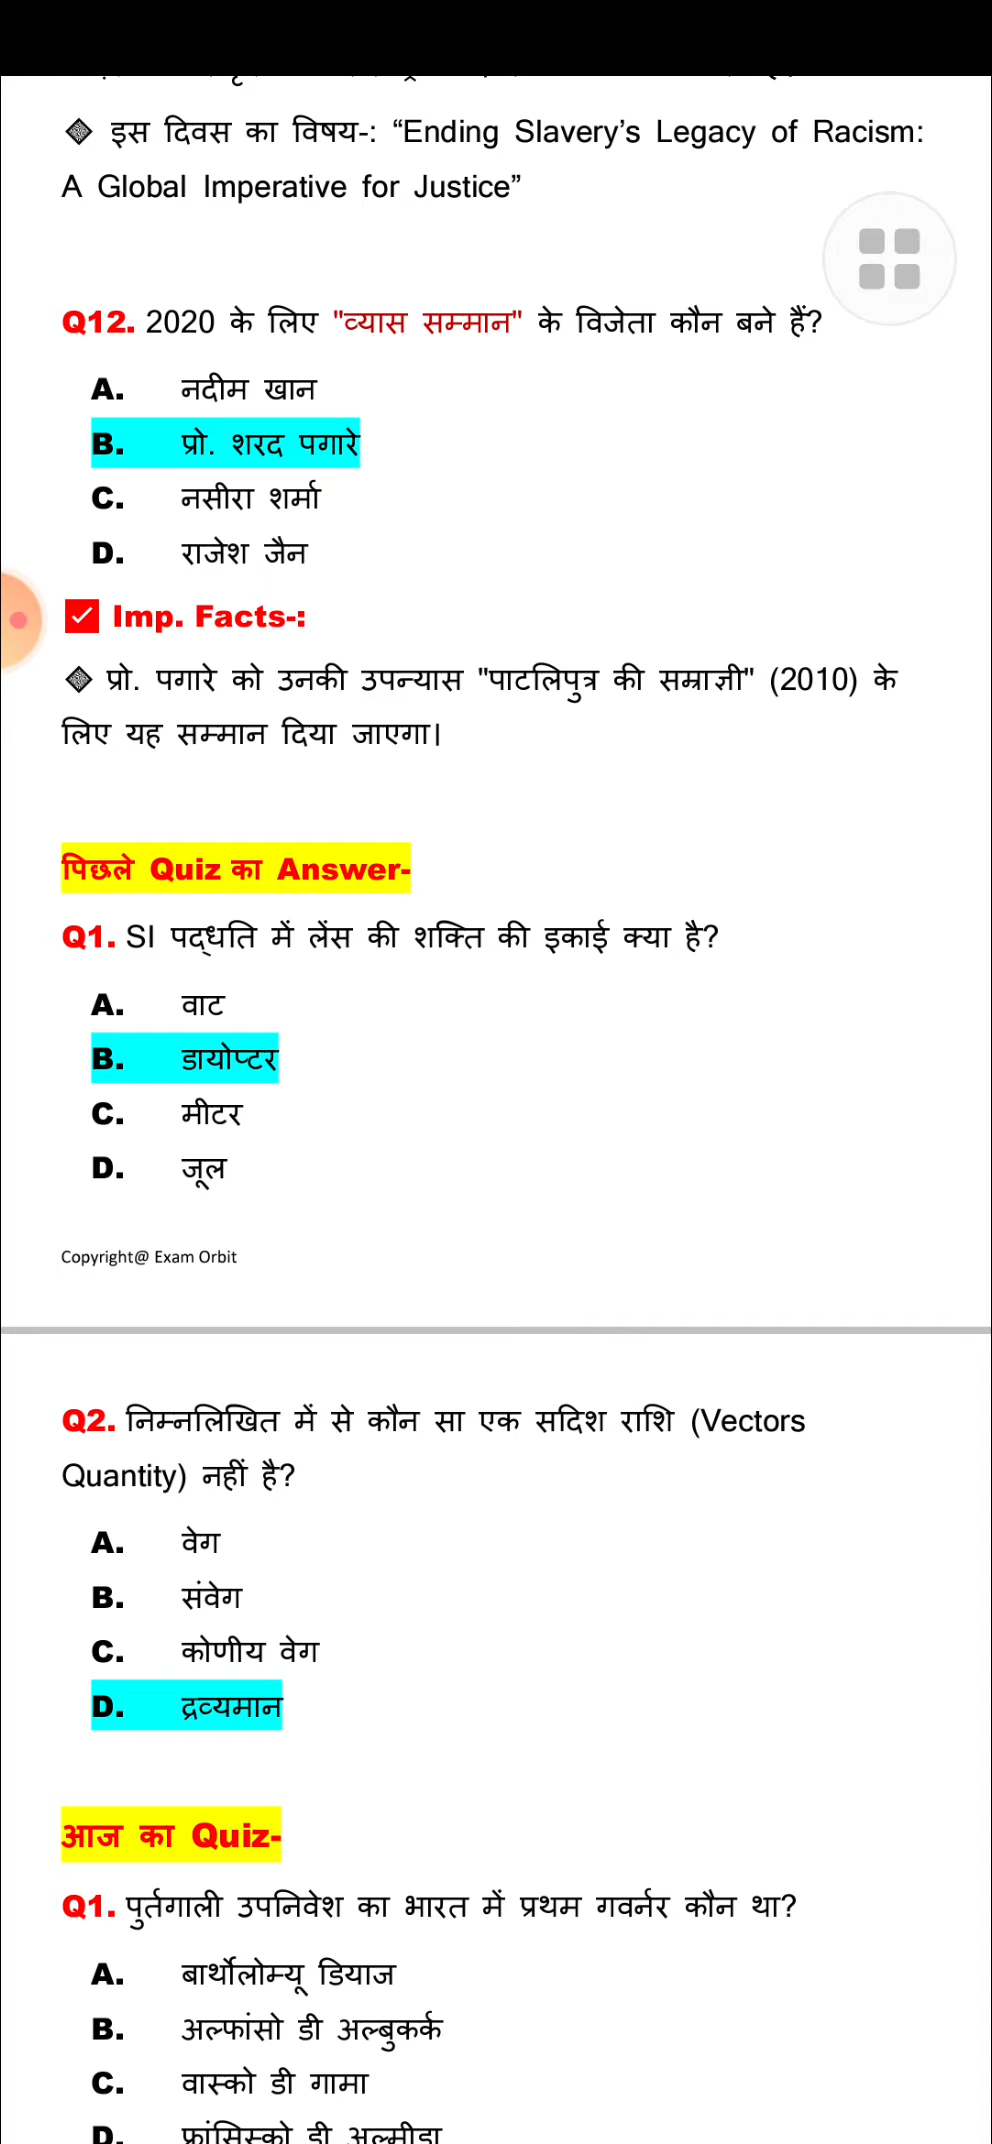 ◈ इस दिवस का विषय-: “Ending Slavery’s Legacy of Racism:
A Global Imperative for Justice”
Q12. 2020 के लिए "व्यास सम्मान" के विजेता कौन बने हैं?
A. नदीम खान
B. प्रो. शरद पगारे
C. नसीरा शर्मा
D. राजेश जैन
Imp. Facts-:
◈ प्रो. पगारे को उनकी उपन्यास "पाटलिपुत्र की सम्राज्ञी" (2010) के
लिए यह सम्मान दिया जाएगा।
पिछले Quiz का Answer-
Q1. SI पद्धति में लेंस की शक्ति की इकाई क्या है?
A. वाट
B. डायोप्टर
C. मीटर
D. जूल
Copyright@ Exam Orbit
Q2. निम्नलिखित में से कौन सा एक सदिश राशि (Vectors
Quantity) नहीं है?
A. वेग
B. संवेग
C. कोणीय वेग
D. द्रव्यमान
आज का Quiz-
Q1. पुर्तगाली उपनिवेश का भारत में प्रथम गवर्नर कौन था?
A. बार्थोलोम्यू डियाज
B. अल्फांसो डी अल्बुकर्क
C. वास्को डी गामा
D. फ्रांसिस्को डी अल्मीडा